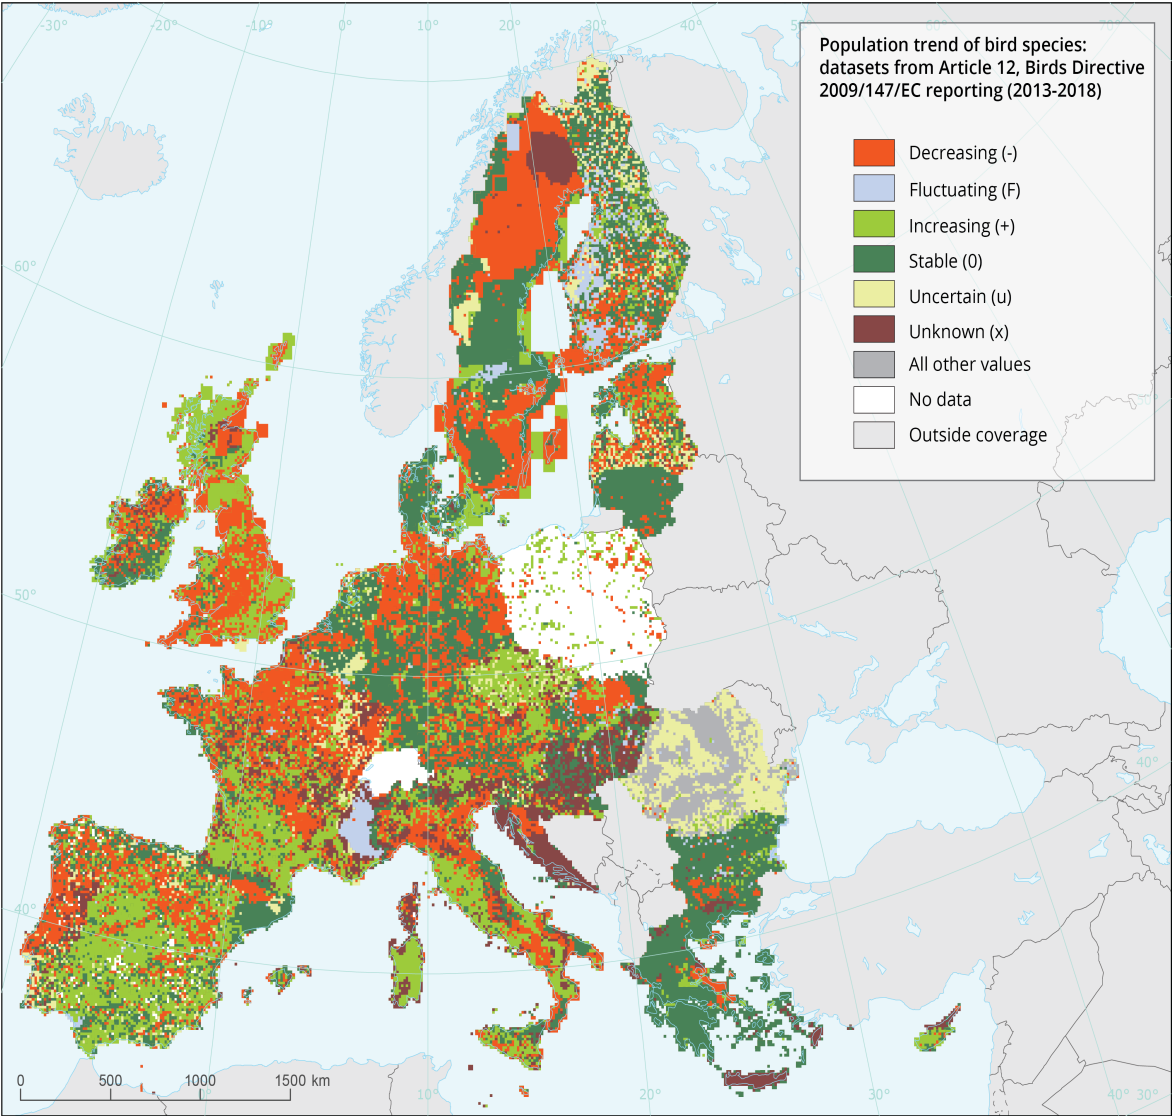 -30°
-20°
-10°
0°
10°
20°
30°
40°
50°
60°
70°
Population trend of bird species:
datasets from Article 12, Birds Directive
2009/147/EC reporting (2013-2018)
Decreasing (-)
Fluctuating (F)
Increasing (+)
Stable (0)
Uncertain (u)
Unknown (x)
All other values
No data
Outside coverage
60°
50°
40°
40°
0
500
1000
1500 km
10°
20°
30°
40°
30°